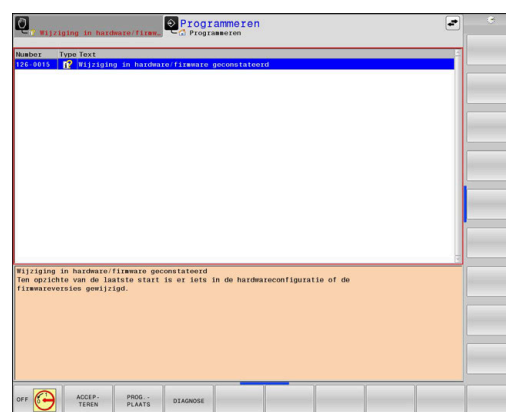 Wijziging in hardware/firmw…
Programmeren
Programmeren
Number Type Text
126-0015 Wijziging in hardware/firmware geconstateerd
Wijziging in hardware/firmware geconstateerd
Ten opzichte van de laatste start is er iets in de hardwareconfiguratie of de
firmwareversies gewijzigd.
OFF
ACCEP-
TEREN
PROG.-
PLAATS
DIAGNOSE